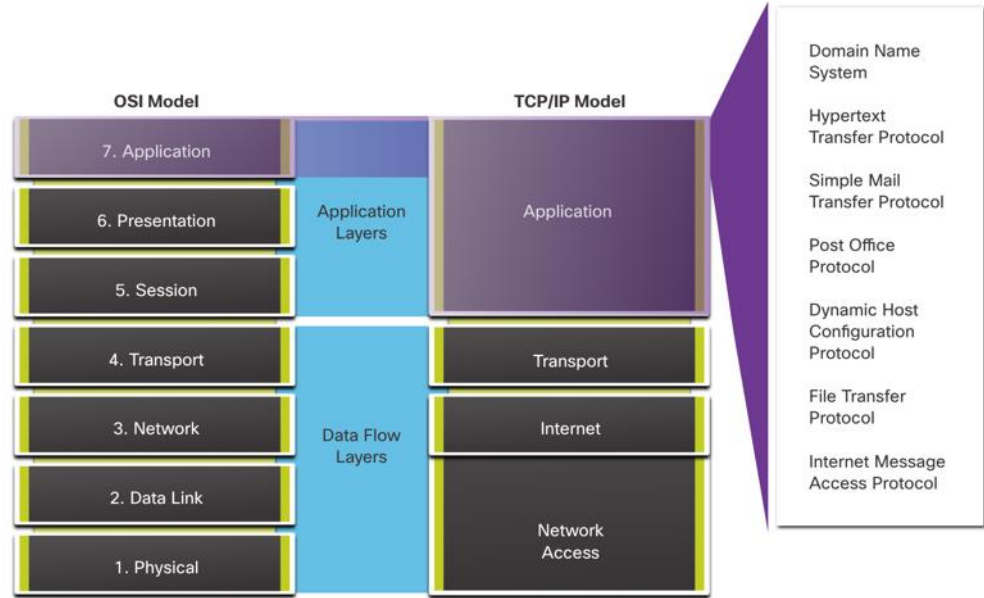 OSI Model
7. Application
6. Presentation
5. Session
4. Transport
3. Network
2. Data Link
1. Physical
Application
Layers
Data Flow
Layers
TCP/IP Model
Application
Transport
Internet
Network
Access
Domain Name
System
Hypertext
Transfer Protocol
Simple Mail
Transfer Protocol
Post Office
Protocol
Dynamic Host
Configuration
Protocol
File Transfer
Protocol
Internet Message
Access Protocol